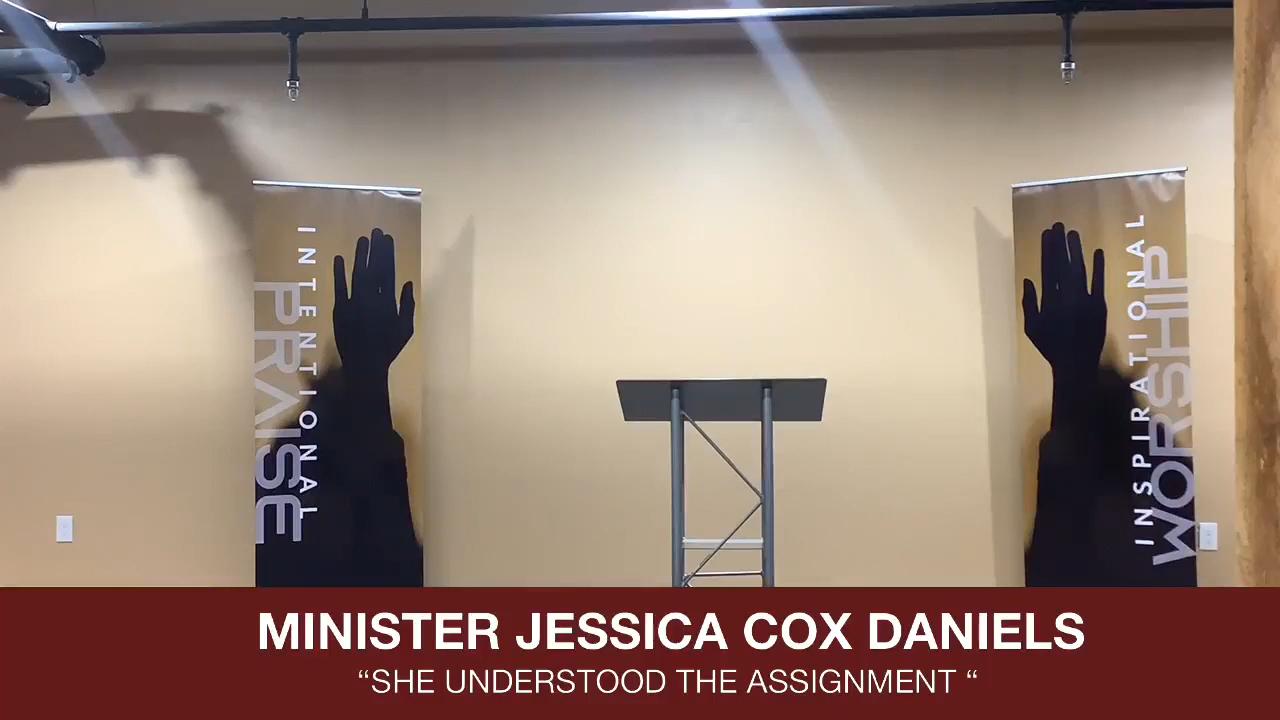 INTENTIONAL
PRAISE
INSPIRATIONAL
WORSHIP
MINISTER JESSICA COX DANIELS
“SHE UNDERSTOOD THE ASSIGNMENT “